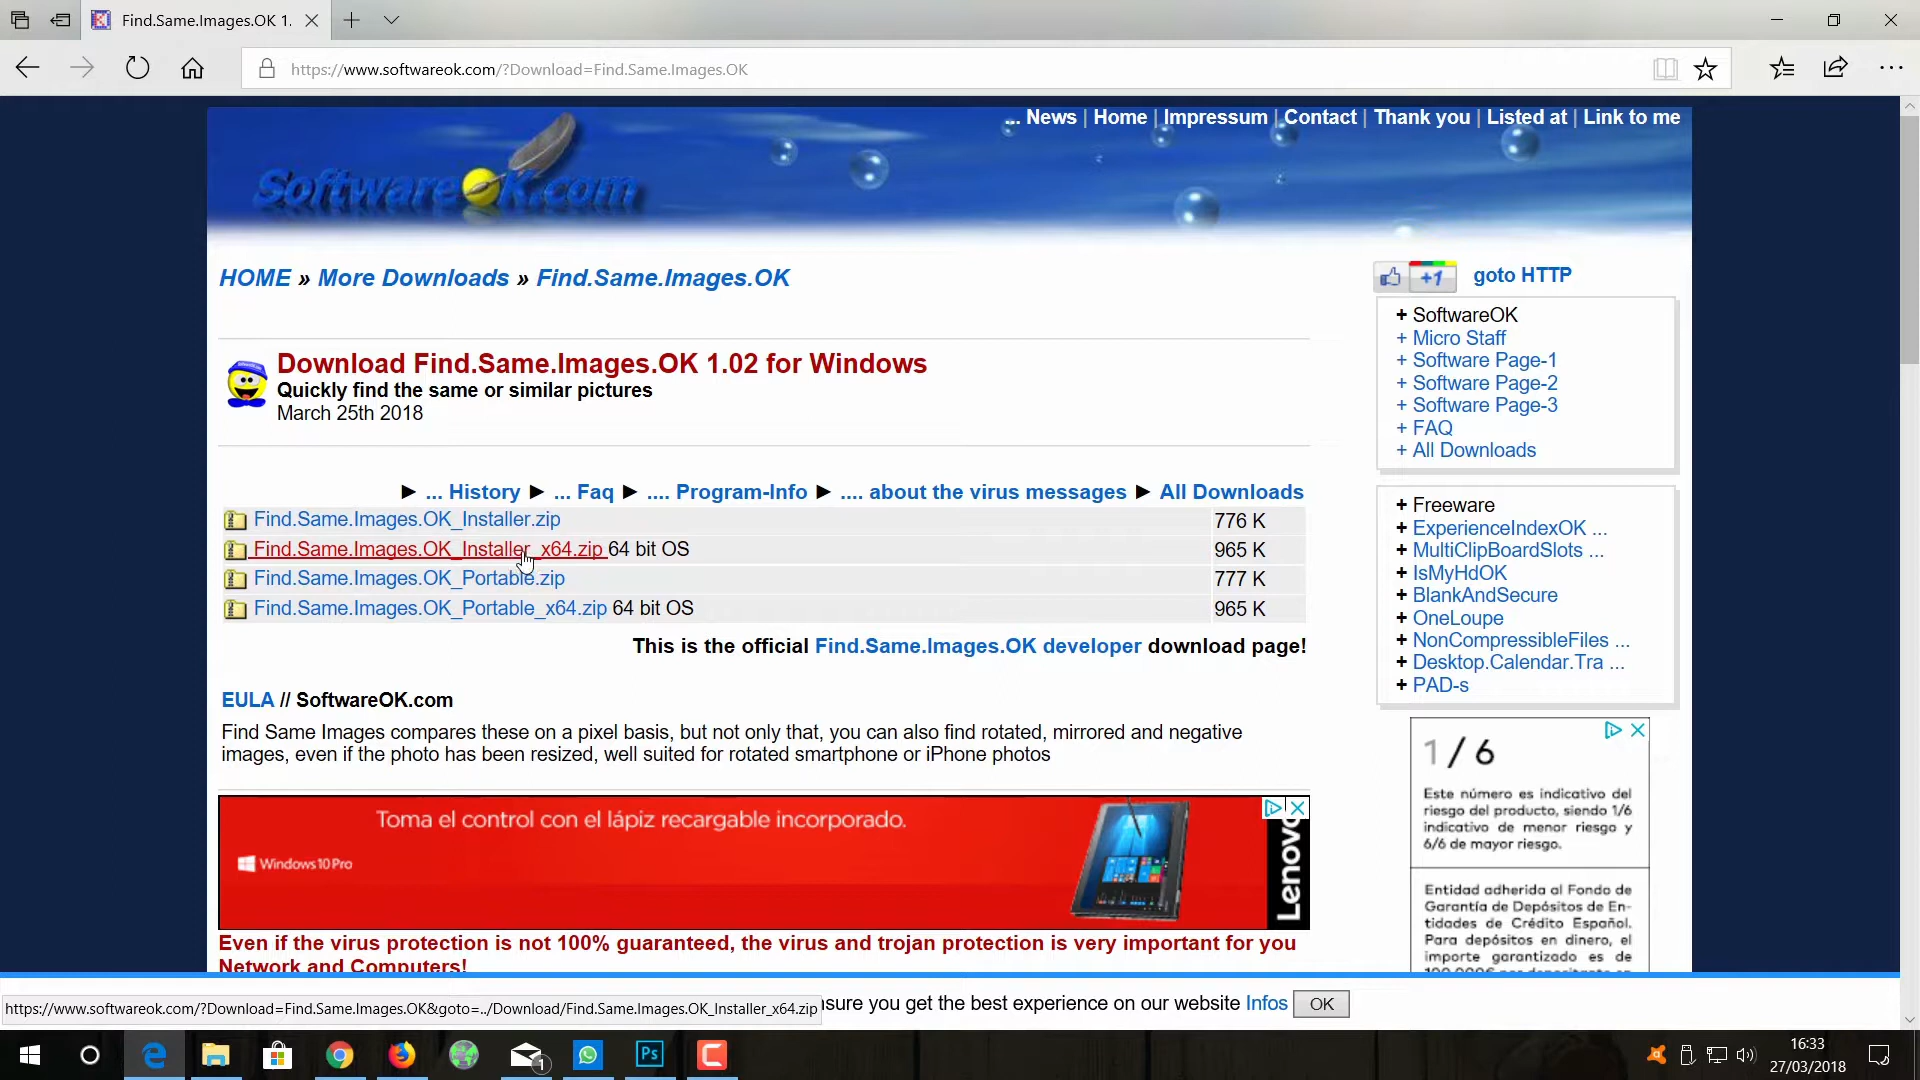 Find.Same.Images.OK 1.
https://www.softwareok.com/?Download=Find.Same.Images.OK
... News | Home | Impressum | Contact | Thank you | Listed at | Link to me
SoftwareOK.com
HOME » More Downloads » Find.Same.Images.OK
+1 goto HTTP
Download Find.Same.Images.OK 1.02 for Windows
Quickly find the same or similar pictures
March 25th 2018
► ... History ► ... Faq ► .... Program-Info ► .... about the virus messages ► All Downloads
Find.Same.Images.OK_Installer.zip 776 K
Find.Same.Images.OK_Installer_x64.zip 64 bit OS 965 K
Find.Same.Images.OK_Portable.zip 777 K
Find.Same.Images.OK_Portable_x64.zip 64 bit OS 965 K
This is the official Find.Same.Images.OK developer download page!
EULA // SoftwareOK.com
Find Same Images compares these on a pixel basis, but not only that, you can also find rotated, mirrored and negative
images, even if the photo has been resized, well suited for rotated smartphone or iPhone photos
Toma el control con el lápiz recargable incorporado.
Windows 10 Pro
Lenovo
Even if the virus protection is not 100% guaranteed, the virus and trojan protection is very important for you
Network and Computers!
+ SoftwareOK
+ Micro Staff
+ Software Page-1
+ Software Page-2
+ Software Page-3
+ FAQ
+ All Downloads
+ Freeware
+ ExperienceIndexOK ...
+ MultiClipBoardSlots ...
+ IsMyHdOK
+ BlankAndSecure
+ OneLoupe
+ NonCompressibleFiles ...
+ Desktop.Calendar.Tra ...
+ PAD-s
1 / 6
Este número es indicativo del
riesgo del producto, siendo 1/6
indicativo de menor riesgo y
6/6 de mayor riesgo.
Entidad adherida al Fondo de
Garantía de Depósitos de En-
tidades de Crédito Español.
Para depósitos en dinero, el
importe garantizado es de
https://www.softwareok.com/?Download=Find.Same.Images.OK&goto=../Download/Find.Same.Images.OK_Installer_x64.zip
nsure you get the best experience on our website Infos OK
1
Ps
16:33
27/03/2018